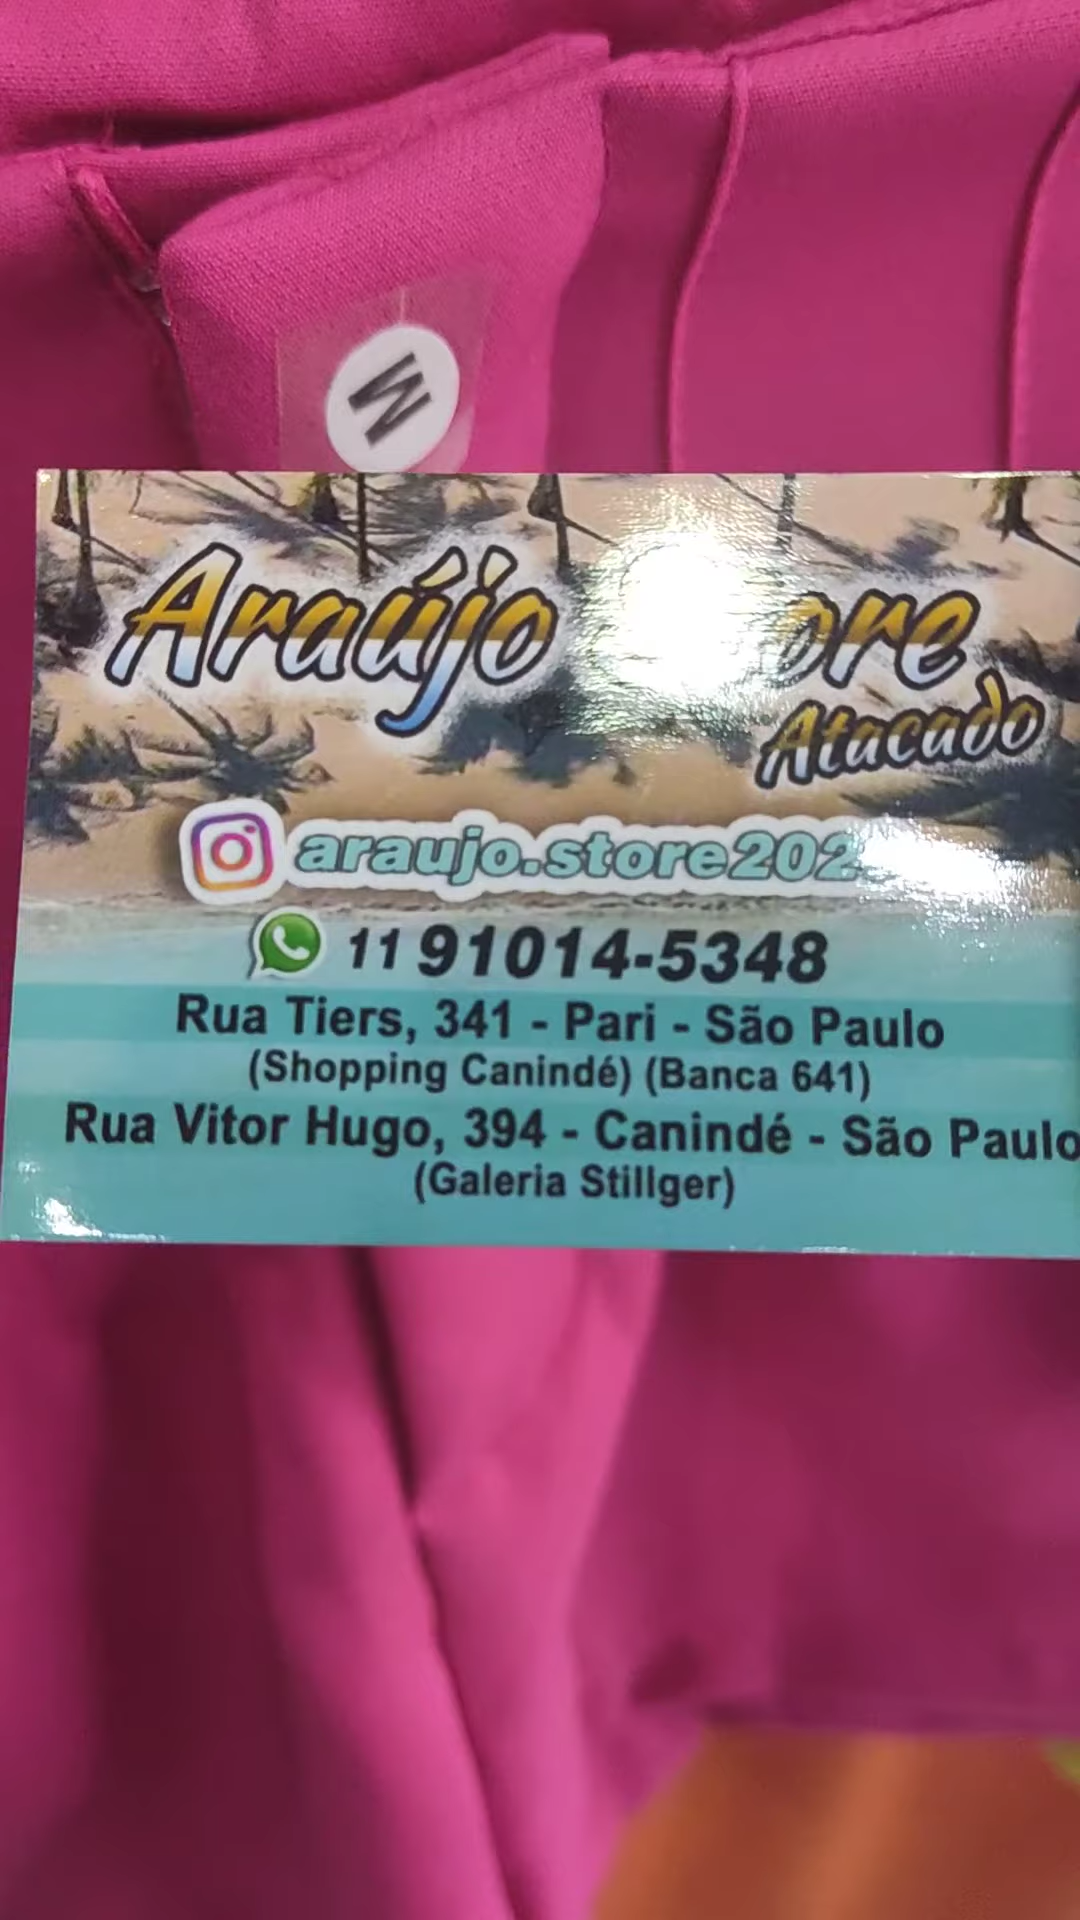 M
Araújo
Atacado
11 91014-5348
Rua Tiers, 341 - Pari - São Paulo
(Shopping Canindé) (Banca 641)
Rua Vitor Hugo, 394 - Canindé - São Paulo
(Galeria Stillger)